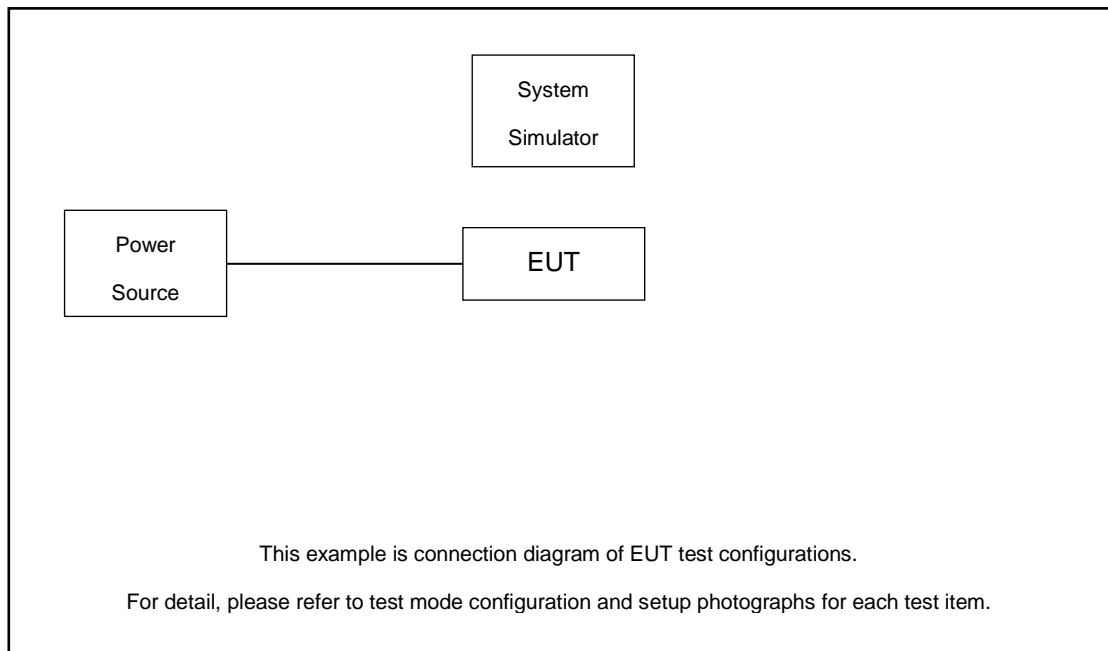 System
Simulator
Power
Source
EUT
This example is connection diagram of EUT test configurations.
For detail, please refer to test mode configuration and setup photographs for each test item.